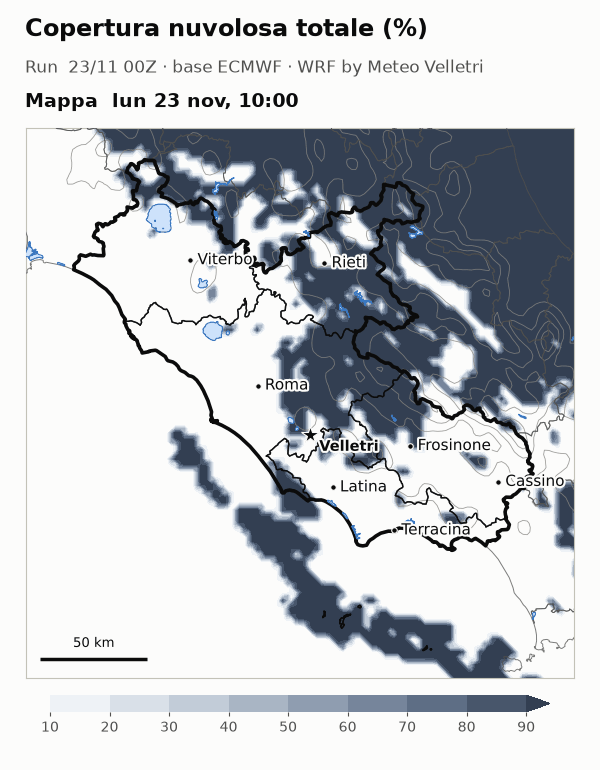 Copertura nuvolosa totale (%)
Run  23/11 00Z · base ECMWF · WRF by Meteo Velletri
Mappa  lun 23 nov, 10:00
Viterbo
Rieti
Roma
Velletri
Frosinone
Cassino
Latina
Terracina
50 km
10 20 30 40 50 60 70 80 90